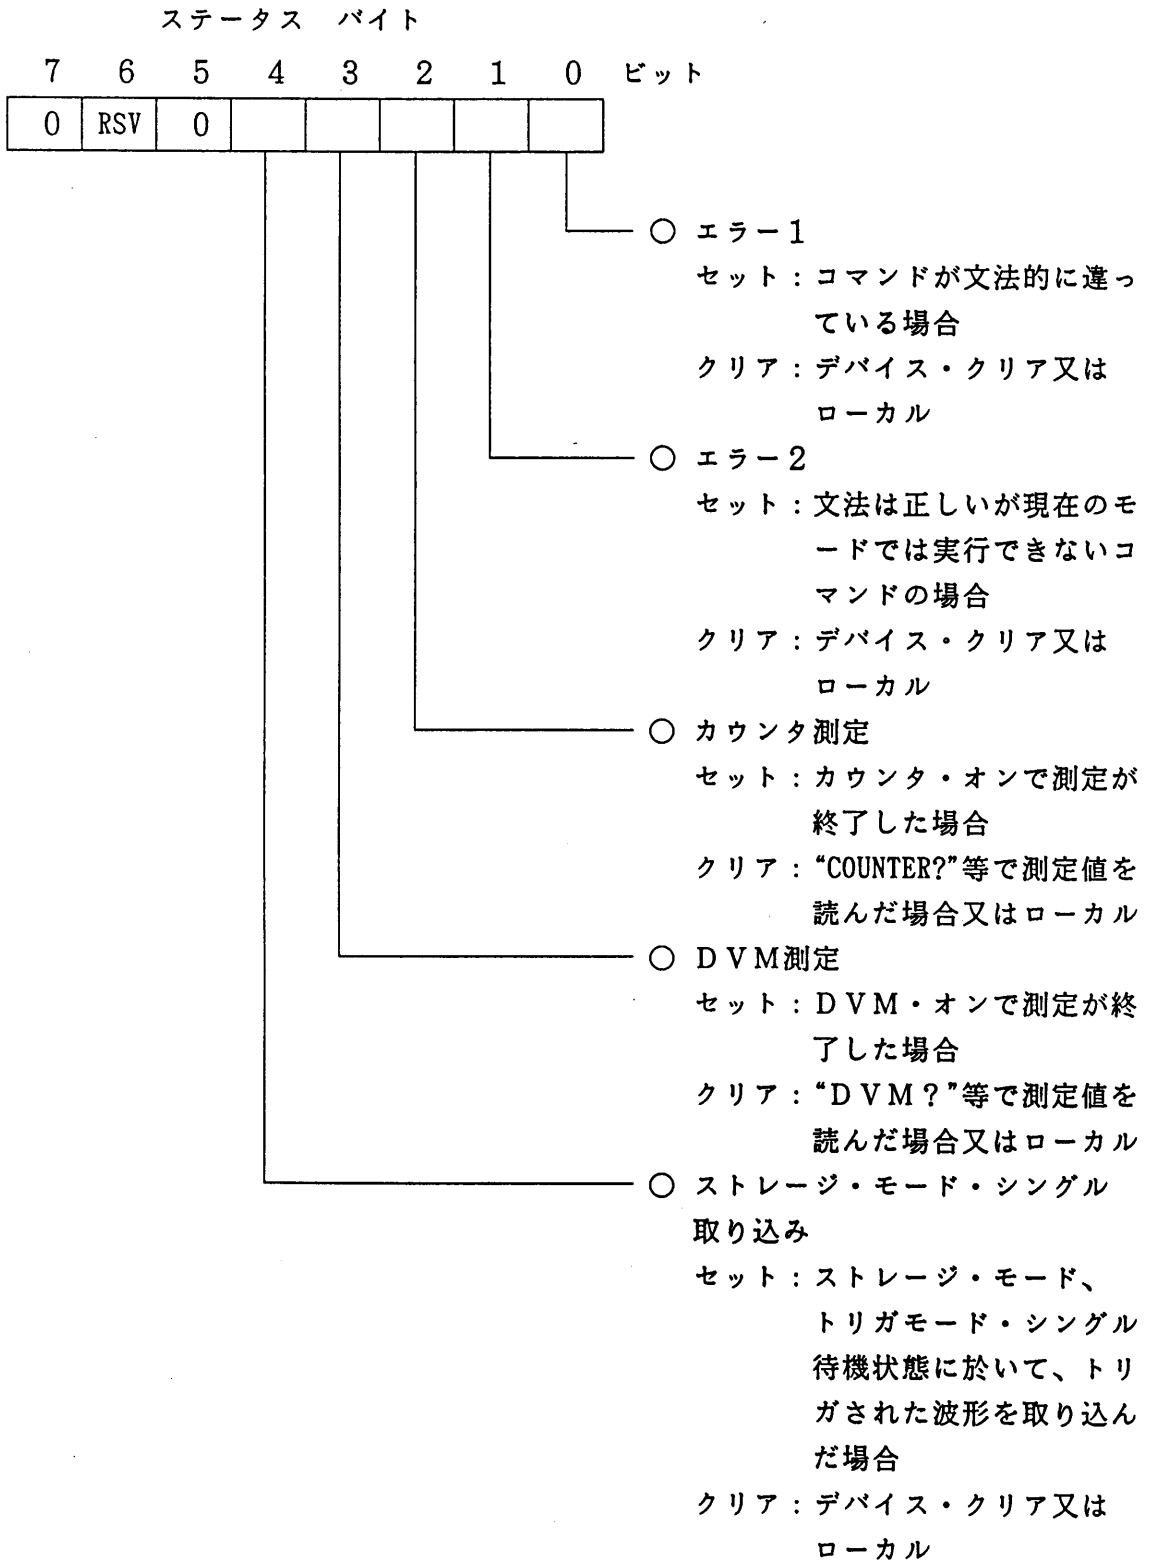 ステータス バイト
7 6 5 4 3 2 1 0 ビット
0 RSV 0
○ エラー1
セット：コマンドが文法的に違っ
ている場合
クリア：デバイス・クリア又は
ローカル
○ エラー2
セット：文法は正しいが現在のモ
ードでは実行できないコ
マンドの場合
クリア：デバイス・クリア又は
ローカル
○ カウンタ測定
セット：カウンタ・オンで測定が
終了した場合
クリア：“COUNTER?”等で測定値を
読んだ場合又はローカル
○ DVM測定
セット：DVM・オンで測定が終
了した場合
クリア：“DVM？”等で測定値を
読んだ場合又はローカル
○ ストレージ・モード・シングル
取り込み
セット：ストレージ・モード、
トリガモード・シングル
待機状態に於いて、トリ
ガされた波形を取り込ん
だ場合
クリア：デバイス・クリア又は
ローカル